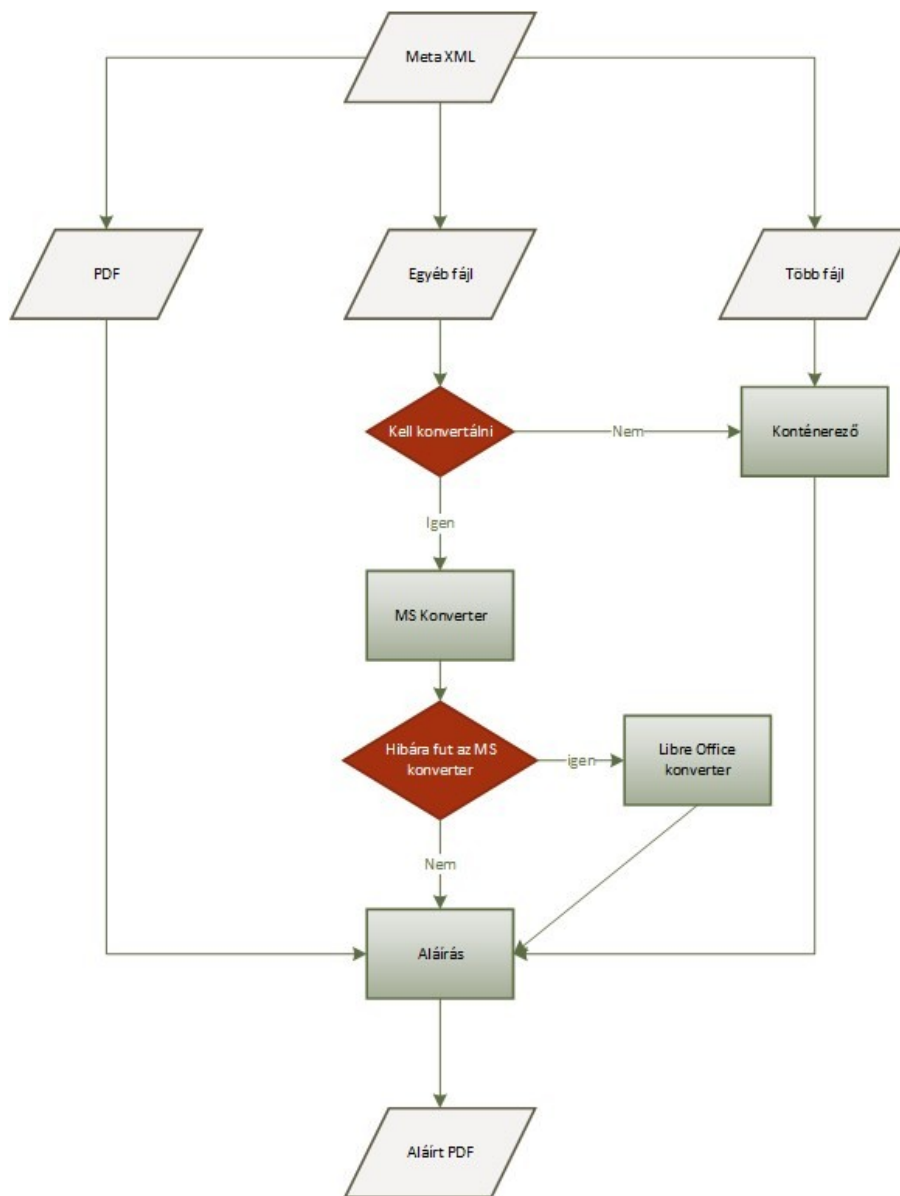 Meta XML
PDF
Egyéb fájl
Több fájl
Kell konvertálni
Nem
Konténerező
Igen
MS Konverter
Hibára fut az MS
konverter
igen
Libre Office
konverter
Nem
Aláírás
Aláírt PDF